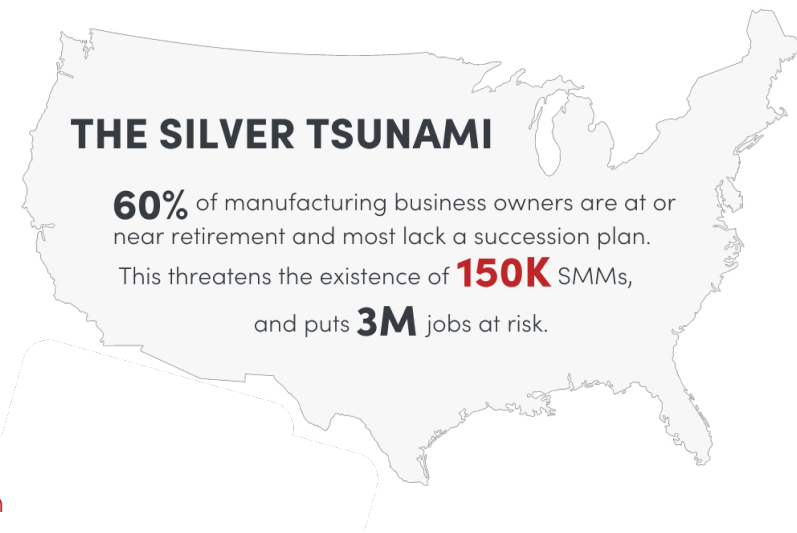 THE SILVER TSUNAMI
60% of manufacturing business owners are at or
near retirement and most lack a succession plan.
This threatens the existence of 150K SMMs,
and puts 3M jobs at risk.